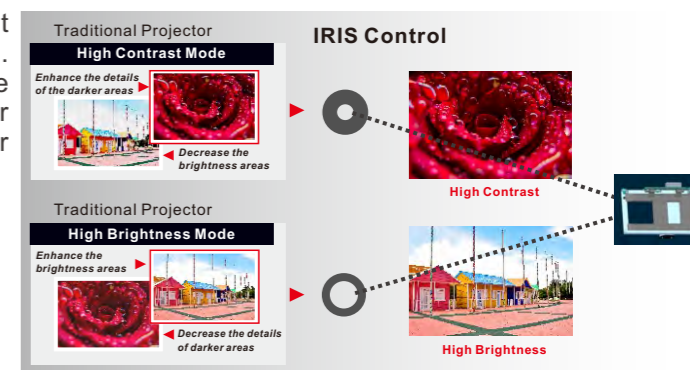 t
.
e
r
r
Traditional Projector
High Contrast Mode
Enhance the details
of the darker areas
Decrease the
brightness areas
Traditional Projector
High Brightness Mode
Enhance the
brightness areas
Decrease the details
of darker areas
IRIS Control
High Contrast
High Brightness